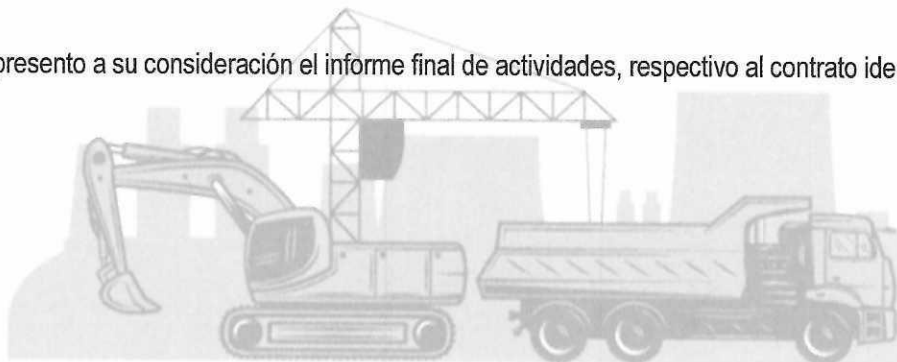 presento a su consideración el informe final de actividades, respectivo al contrato ide